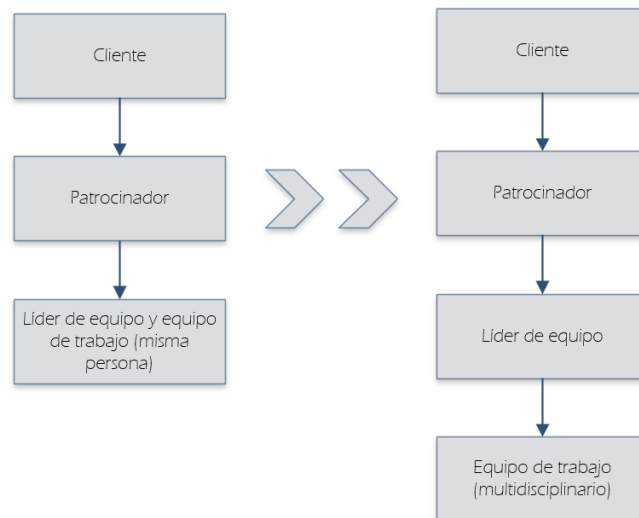 Cliente
Patrocinador
Líder de equipo y equipo
de trabajo (misma
persona)
Cliente
Patrocinador
Líder de equipo
Equipo de trabajo
(multidisciplinario)